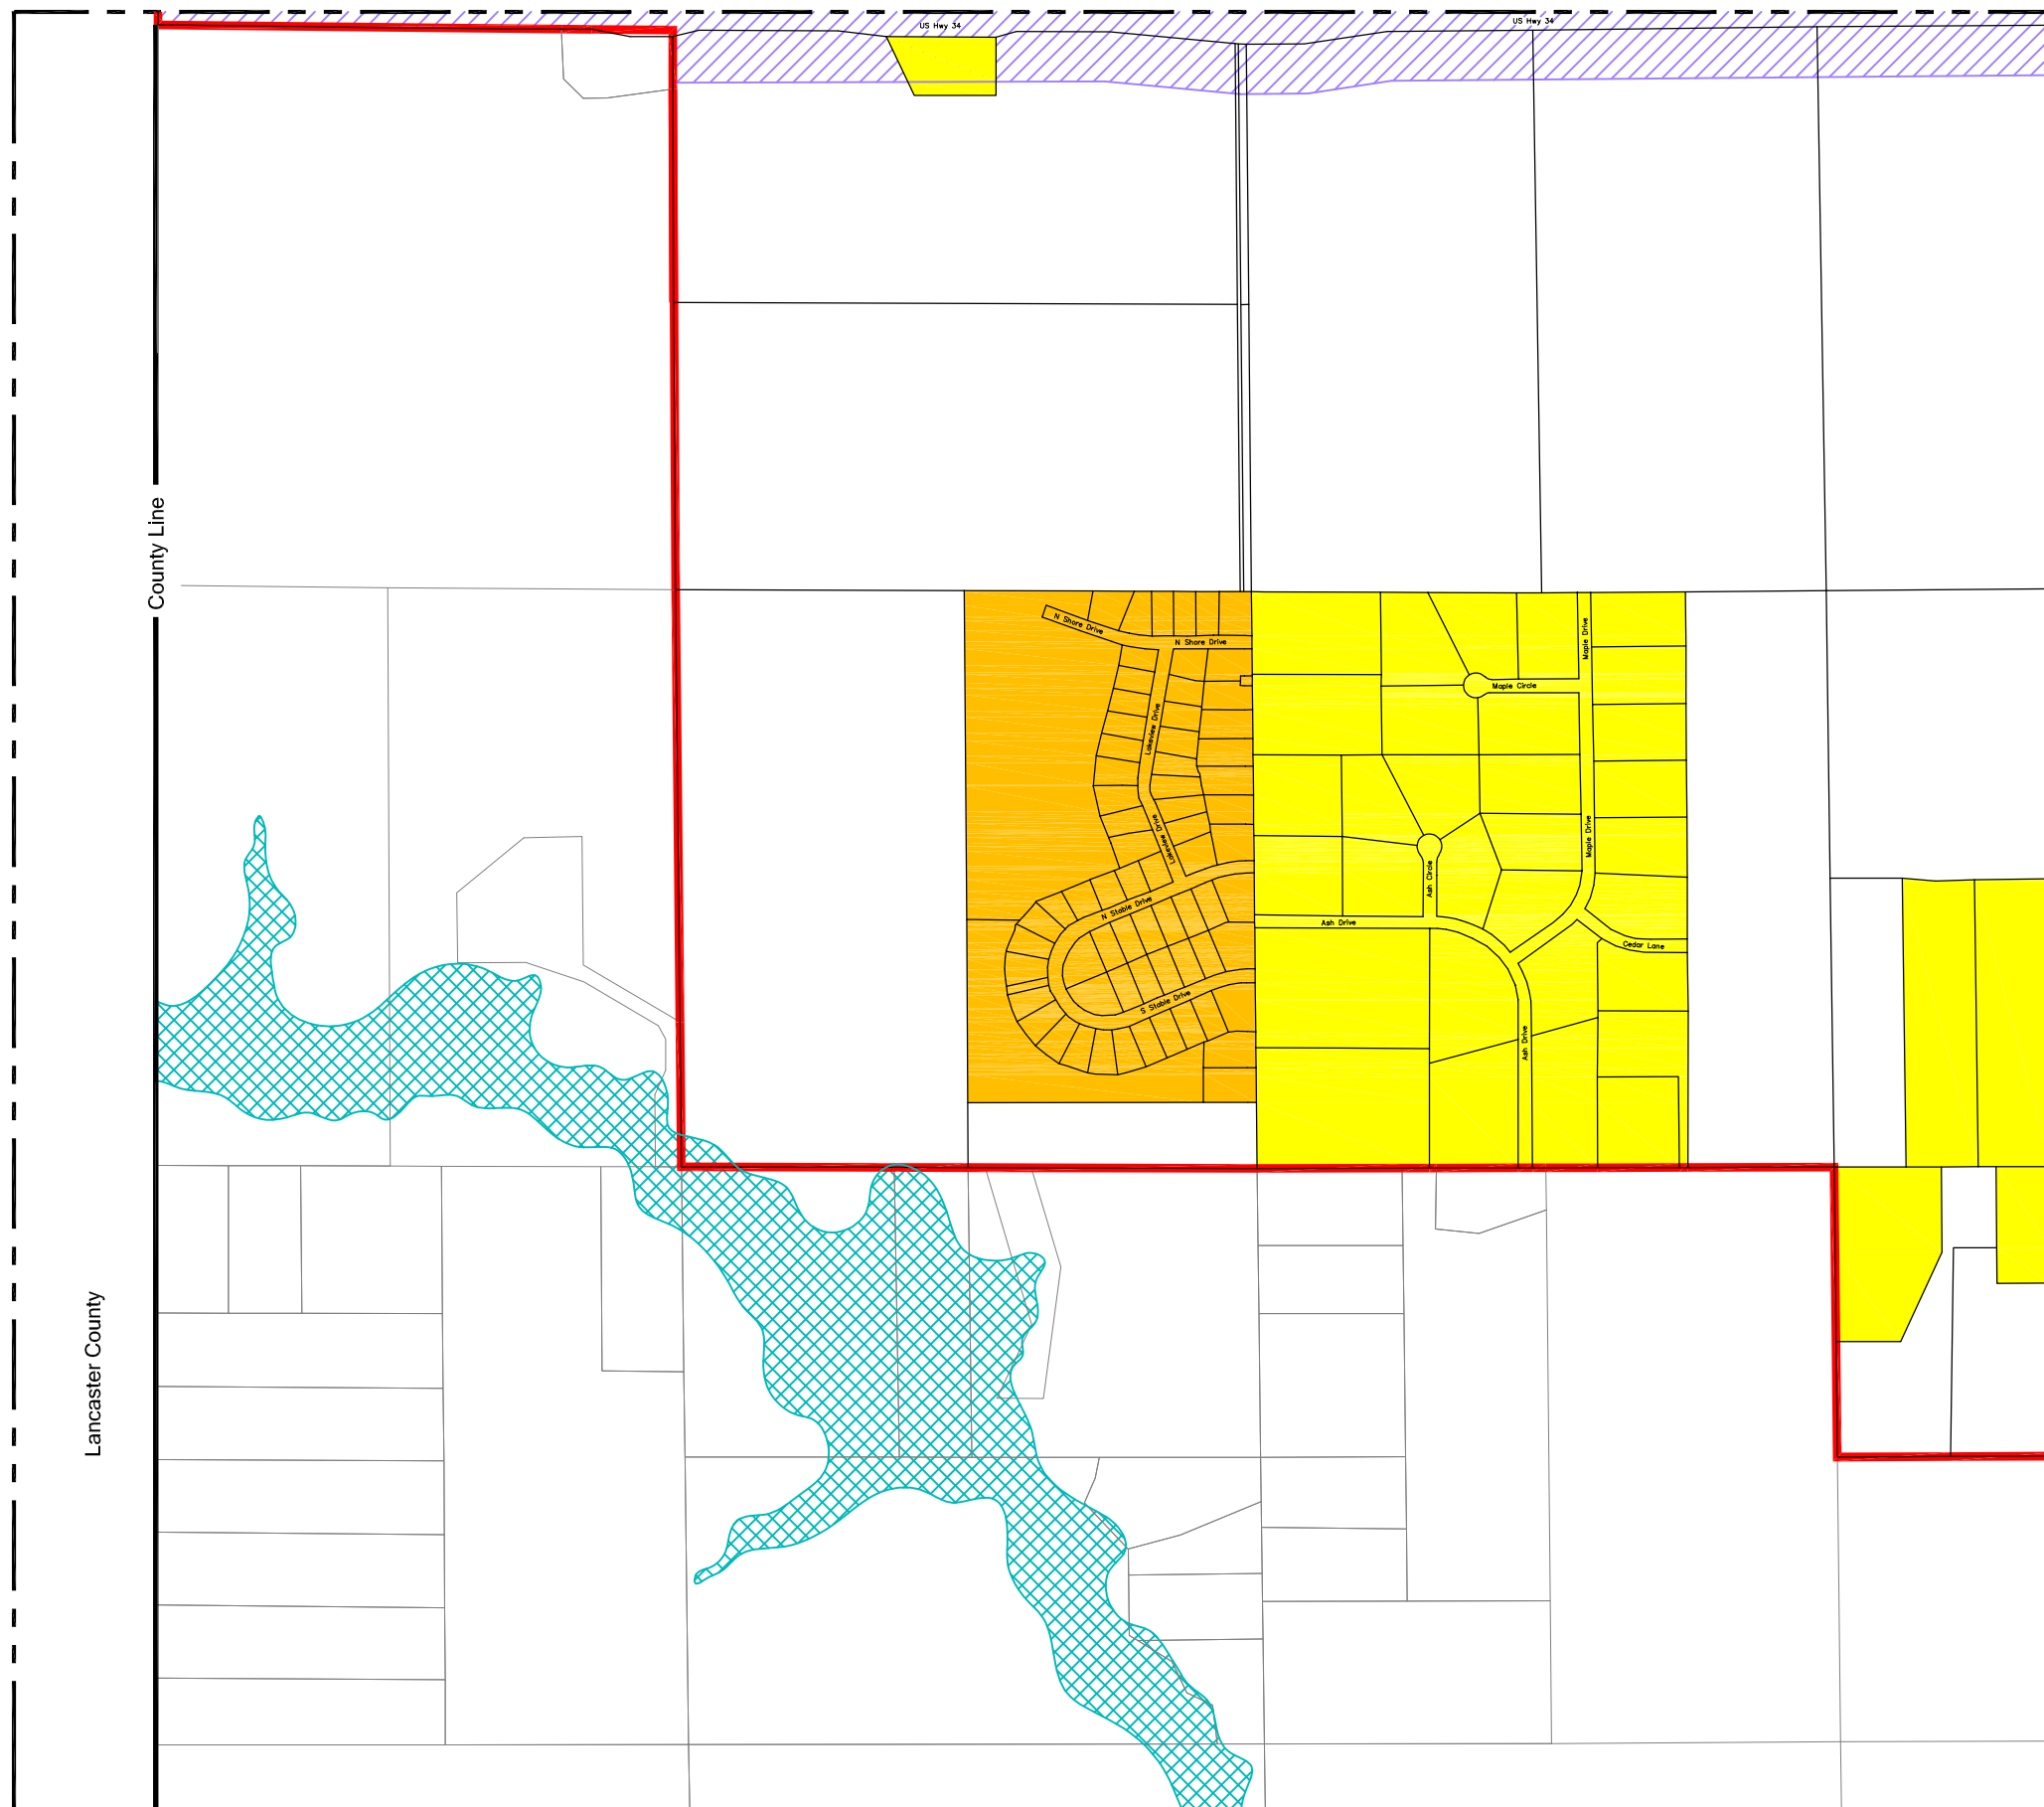 US Hwy 34
US Hwy 34
County Line
N Shore Drive
N Shore Drive
Maple Drive
Maple Circle
Lakeview Drive
Lakeview Drive
Maple Drive
Ash Circle
N Stable Drive
Ash Drive
Cedar Lane
S Stable Drive
Ash Drive
Lancaster County